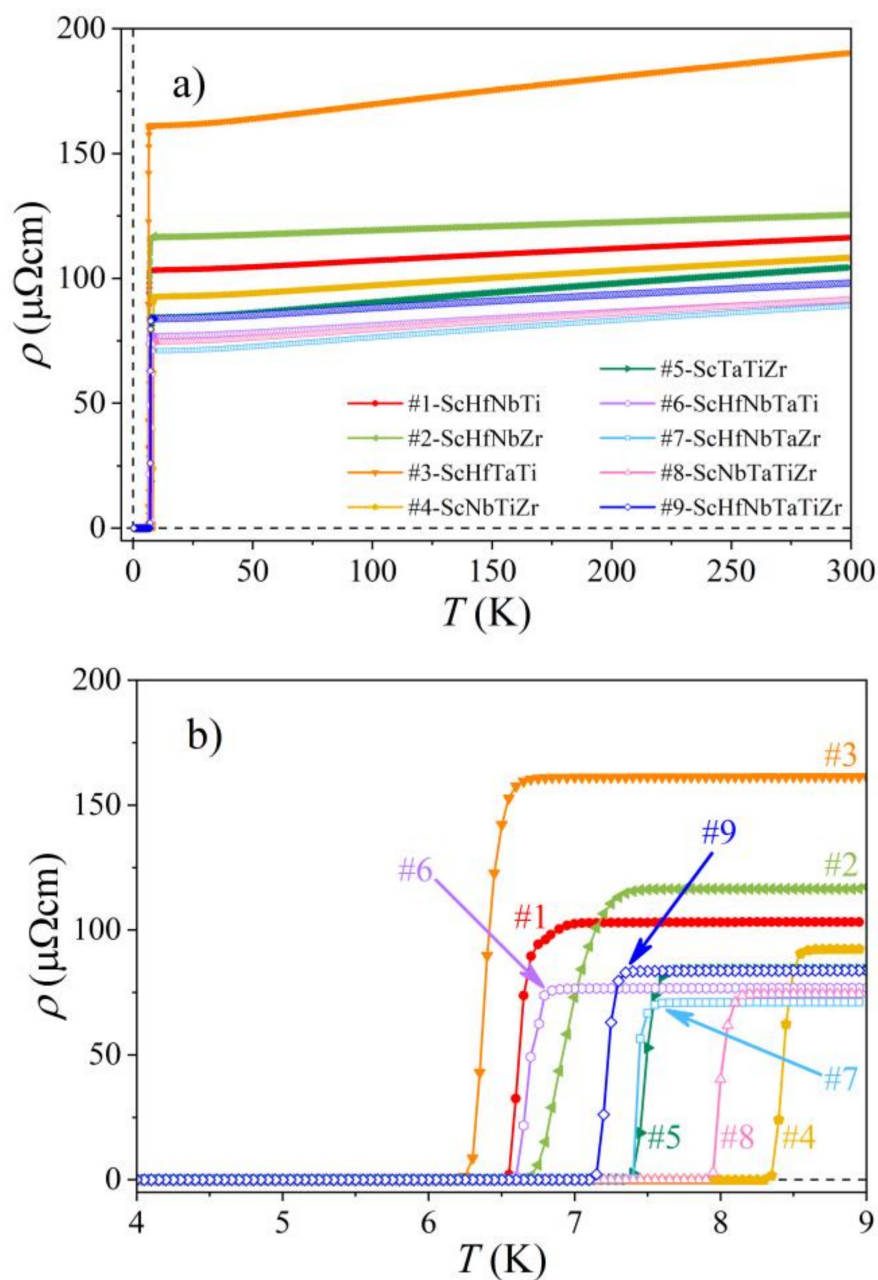 200
a)
150
100
50
0
ρ (μΩcm)
#5-ScTaTiZr
#1-ScHfNbTi #6-ScHfNbTaTi
#2-ScHfNbZr #7-ScHfNbTaZr
#3-ScHfTaTi #8-ScNbTaTiZr
#4-ScNbTiZr #9-ScHfNbTaTiZr
0 50 100 150 200 250 300
T (K)
200
b)
150
100
50
0
ρ (μΩcm)
#3
#9
#6 #2
#1
#7
#5 #8 #4
4 5 6 7 8 9
T (K)